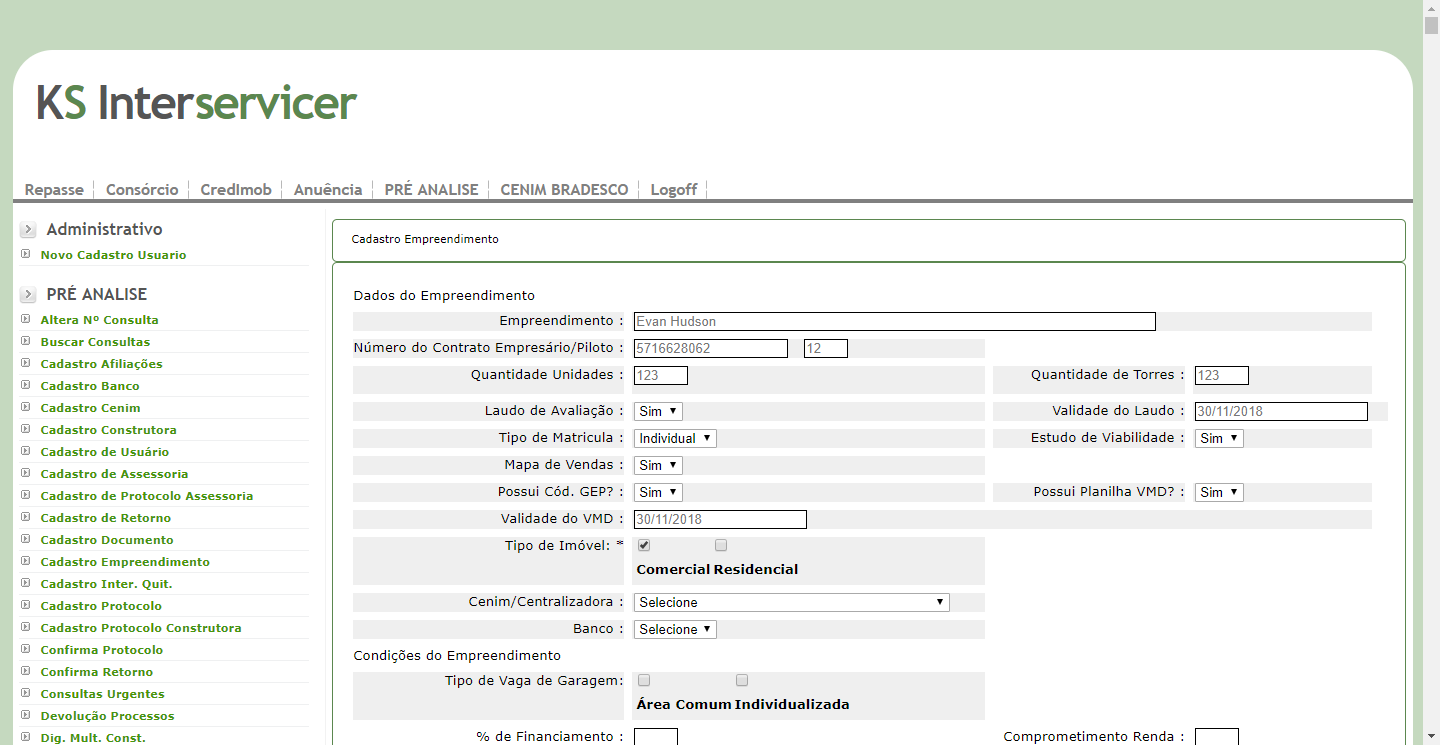 KS Interservicer
Repasse Consórcio CredImob Anuência PRÉ ANALISE CENIM BRADESCO Logoff
Administrativo
Novo Cadastro Usuario
PRÉ ANALISE
Altera Nº Consulta
Buscar Consultas
Cadastro Afiliações
Cadastro Banco
Cadastro Cenim
Cadastro Construtora
Cadastro de Usuário
Cadastro de Assessoria
Cadastro de Protocolo Assessoria
Cadastro de Retorno
Cadastro Documento
Cadastro Empreendimento
Cadastro Inter. Quit.
Cadastro Protocolo
Cadastro Protocolo Construtora
Confirma Protocolo
Confirma Retorno
Consultas Urgentes
Devolução Processos
Dig. Mult. Const.
Cadastro Empreendimento
Dados do Empreendimento
Empreendimento : Evan Hudson
Número do Contrato Empresário/Piloto : 5716628062 12
Quantidade Unidades : 123 Quantidade de Torres : 123
Laudo de Avaliação : Sim Validade do Laudo : 30/11/2018
Tipo de Matricula : Individual Estudo de Viabilidade : Sim
Mapa de Vendas : Sim
Possui Cód. GEP? : Sim Possui Planilha VMD? : Sim
Validade do VMD : 30/11/2018
Tipo de Imóvel: *
Comercial Residencial
Cenim/Centralizadora : Selecione
Banco : Selecione
Condições do Empreendimento
Tipo de Vaga de Garagem:
Área Comum Individualizada
% de Financiamento : Comprometimento Renda :